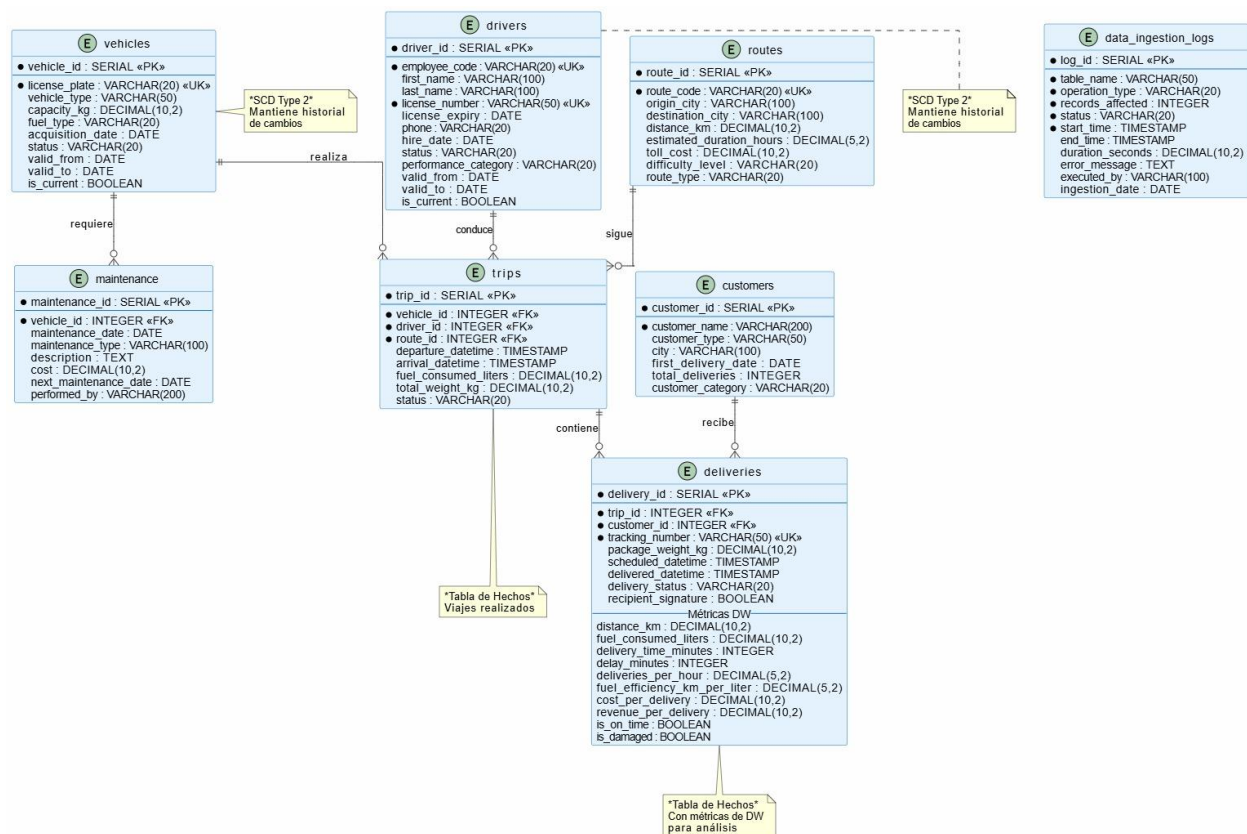 E vehicles
vehicle_id : SERIAL «PK»
license_plate : VARCHAR(20) «UK»
vehicle_type : VARCHAR(50)
capacity_kg : DECIMAL(10,2)
fuel_type : VARCHAR(20)
acquisition_date : DATE
status : VARCHAR(20)
valid_from : DATE
valid_to : DATE
is_current : BOOLEAN
*SCD Type 2*
Mantiene historial
de cambios
E drivers
driver_id : SERIAL «PK»
employee_code : VARCHAR(20) «UK»
first_name : VARCHAR(100)
last_name : VARCHAR(100)
license_number : VARCHAR(50) «UK»
license_expiry : DATE
phone : VARCHAR(20)
hire_date : DATE
status : VARCHAR(20)
performance_category : VARCHAR(20)
valid_from : DATE
valid_to : DATE
is_current : BOOLEAN
E routes
route_id : SERIAL «PK»
route_code : VARCHAR(20) «UK»
origin_city : VARCHAR(100)
destination_city : VARCHAR(100)
distance_km : DECIMAL(10,2)
estimated_duration_hours : DECIMAL(5,2)
toll_cost : DECIMAL(10,2)
difficulty_level : VARCHAR(20)
route_type : VARCHAR(20)
*SCD Type 2*
Mantiene historial
de cambios
E data_ingestion_logs
log_id : SERIAL «PK»
table_name : VARCHAR(50)
operation_type : VARCHAR(20)
records_affected : INTEGER
status : VARCHAR(20)
start_time : TIMESTAMP
end_time : TIMESTAMP
duration_seconds : DECIMAL(10,2)
error_message : TEXT
executed_by : VARCHAR(100)
ingestion_date : DATE
realiza
requiere
conduce
sigue
E maintenance
maintenance_id : SERIAL «PK»
vehicle_id : INTEGER «FK»
maintenance_date : DATE
maintenance_type : VARCHAR(100)
description : TEXT
cost : DECIMAL(10,2)
next_maintenance_date : DATE
performed_by : VARCHAR(200)
E trips
trip_id : SERIAL «PK»
vehicle_id : INTEGER «FK»
driver_id : INTEGER «FK»
route_id : INTEGER «FK»
departure_datetime : TIMESTAMP
arrival_datetime : TIMESTAMP
fuel_consumed_liters : DECIMAL(10,2)
total_weight_kg : DECIMAL(10,2)
status : VARCHAR(20)
E customers
customer_id : SERIAL «PK»
customer_name : VARCHAR(200)
customer_type : VARCHAR(50)
city : VARCHAR(100)
first_delivery_date : DATE
total_deliveries : INTEGER
customer_category : VARCHAR(20)
contiene
recibe
*Tabla de Hechos*
Viajes realizados
E deliveries
delivery_id : SERIAL «PK»
trip_id : INTEGER «FK»
customer_id : INTEGER «FK»
tracking_number : VARCHAR(50) «UK»
package_weight_kg : DECIMAL(10,2)
scheduled_datetime : TIMESTAMP
delivered_datetime : TIMESTAMP
delivery_status : VARCHAR(20)
recipient_signature : BOOLEAN
Métricas DW
distance_km : DECIMAL(10,2)
fuel_consumed_liters : DECIMAL(10,2)
delivery_time_minutes : INTEGER
delay_minutes : INTEGER
deliveries_per_hour : DECIMAL(5,2)
fuel_efficiency_km_per_liter : DECIMAL(5,2)
cost_per_delivery : DECIMAL(10,2)
revenue_per_delivery : DECIMAL(10,2)
is_on_time : BOOLEAN
is_damaged : BOOLEAN
*Tabla de Hechos*
Con métricas de DW
para análisis